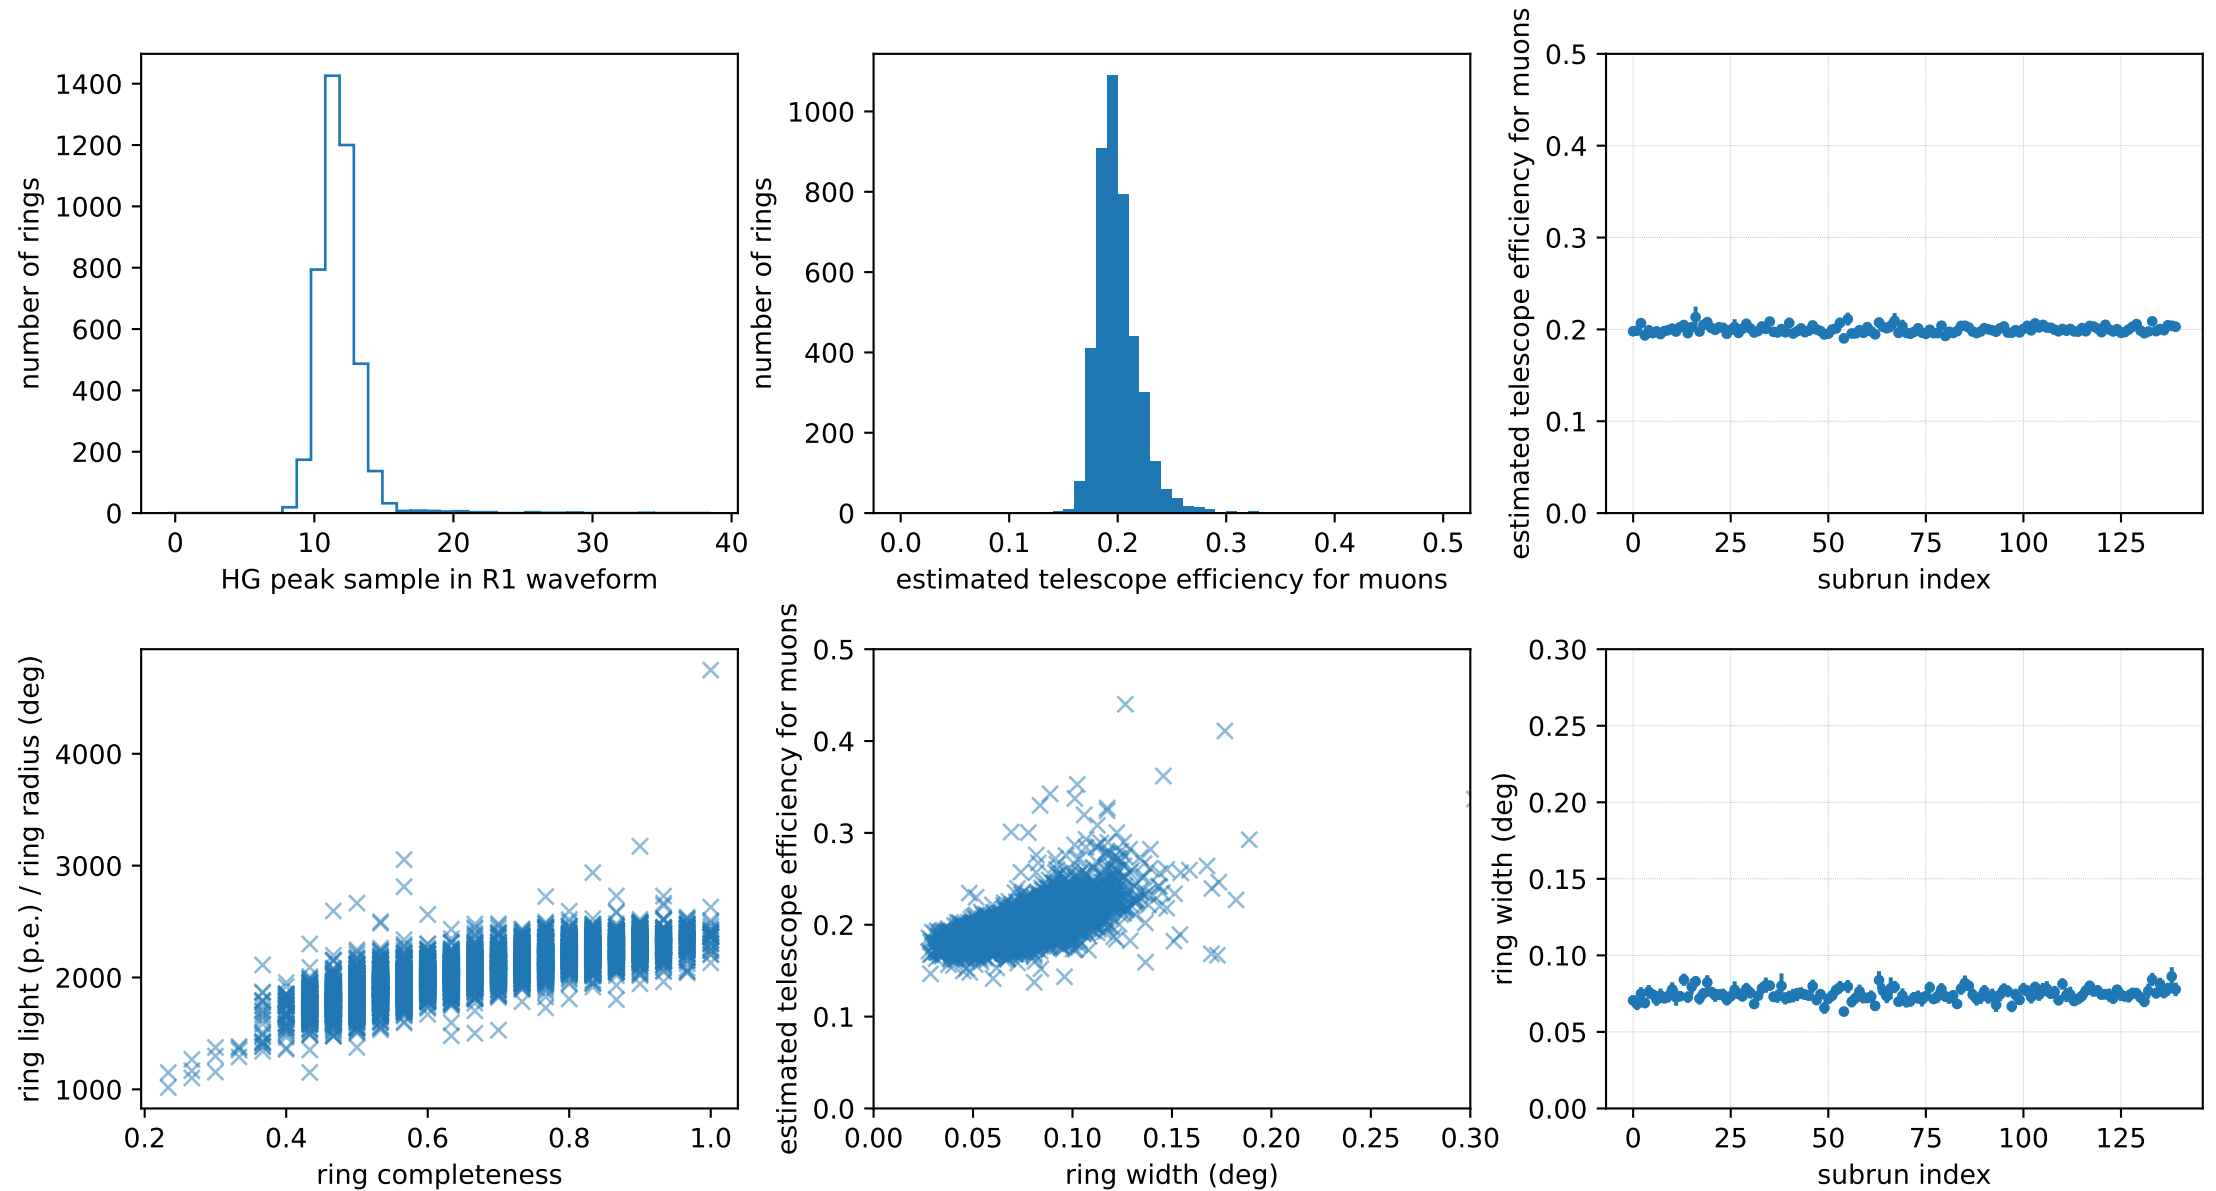 1400
1200
1000
800
600
400
200
0
number of rings
0 10 20 30 40
HG peak sample in R1 waveform
1000
800
600
400
200
0
number of rings
0.0 0.1 0.2 0.3 0.4 0.5
estimated telescope efficiency for muons
0.5
0.4
0.3
0.2
0.1
0.0
estimated telescope efficiency for muons
0 25 50 75 100 125
subrun index
4000
3000
2000
1000
ring light (p.e.) / ring radius (deg)
0.2 0.4 0.6 0.8 1.0
ring completeness
0.5
0.4
0.3
0.2
0.1
0.0
estimated telescope efficiency for muons
0.00 0.05 0.10 0.15 0.20 0.25 0.30
ring width (deg)
0.30
0.25
0.20
0.15
0.10
0.05
0.00
ring width (deg)
0 25 50 75 100 125
subrun index